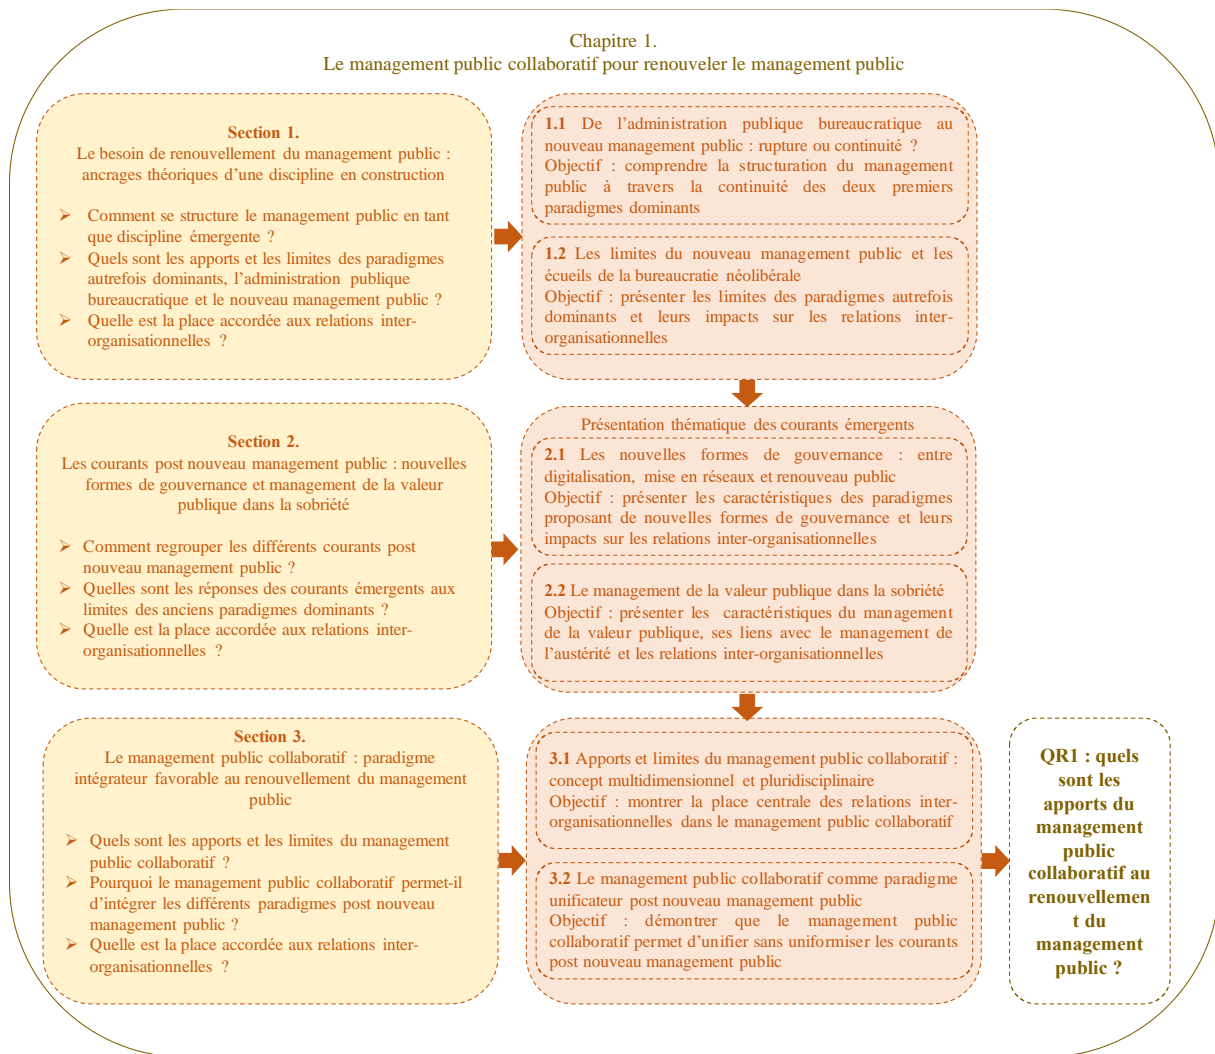 Chapitre 1.
Le management public collaboratif pour renouveler le management public
Section 1.
Le besoin de renouvellement du management public :
ancrages théoriques d’une discipline en construction
➢ Comment se structure le management public en tant
que discipline émergente ?
➢ Quels sont les apports et les limites des paradigmes
autrefois dominants, l’administration publique
bureaucratique et le nouveau management public ?
➢ Quelle est la place accordée aux relations inter-
organisationnelles ?
1.1 De l’administration publique bureaucratique au
nouveau management public : rupture ou continuité ?
Objectif : comprendre la structuration du management
public à travers la continuité des deux premiers
paradigmes dominants
1.2 Les limites du nouveau management public et les
écueils de la bureaucratie néolibérale
Objectif : présenter les limites des paradigmes autrefois
dominants et leurs impacts sur les relations inter-
organisationnelles
Section 2.
Les courants post nouveau management public : nouvelles
formes de gouvernance et management de la valeur
publique dans la sobriété
➢ Comment regrouper les différents courants post
nouveau management public ?
➢ Quelles sont les réponses des courants émergents aux
limites des anciens paradigmes dominants ?
➢ Quelle est la place accordée aux relations inter-
organisationnelles ?
Présentation thématique des courants émergents
2.1 Les nouvelles formes de gouvernance : entre
digitalisation, mise en réseaux et renouveau public
Objectif : présenter les caractéristiques des paradigmes
proposant de nouvelles formes de gouvernance et leurs
impacts sur les relations inter-organisationnelles
2.2 Le management de la valeur publique dans la sobriété
Objectif : présenter les caractéristiques du management
de la valeur publique, ses liens avec le management de
l’austérité et les relations inter-organisationnelles
Section 3.
Le management public collaboratif : paradigme
intégrateur favorable au renouvellement du management
public
➢ Quels sont les apports et les limites du management
public collaboratif ?
➢ Pourquoi le management public collaboratif permet-il
d’intégrer les différents paradigmes post nouveau
management public ?
➢ Quelle est la place accordée aux relations inter-
organisationnelles ?
3.1 Apports et limites du management public collaboratif :
concept multidimensionnel et pluridisciplinaire
Objectif : montrer la place centrale des relations inter-
organisationnelles dans le management public collaboratif
3.2 Le management public collaboratif comme paradigme
unificateur post nouveau management public
Objectif : démontrer que le management public
collaboratif permet d’unifier sans uniformiser les courants
post nouveau management public
QR1 : quels
sont les
apports du
management
public
collaboratif au
renouvellemen
t du
management
public ?